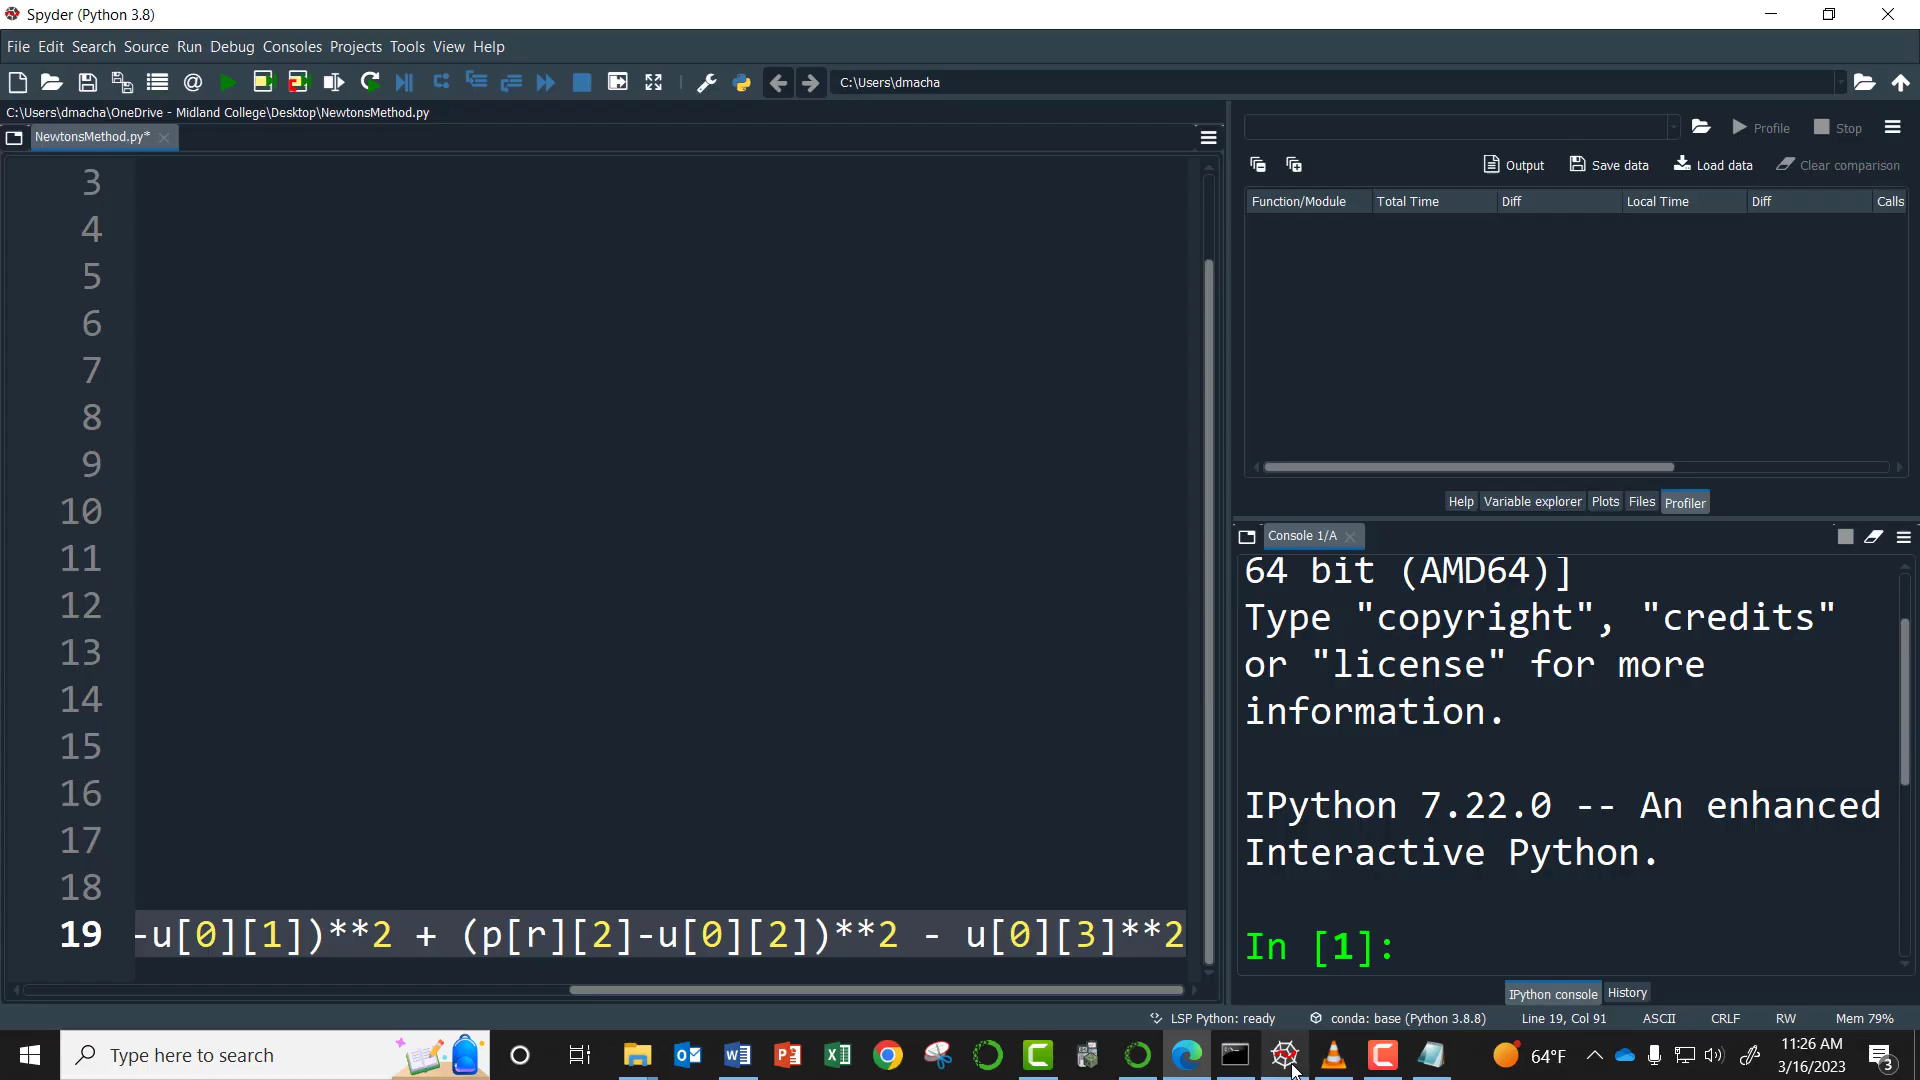 Spyder (Python 3.8)
File Edit Search Source Run Debug Consoles Projects Tools View Help
C:\Users\dmacha
C:\Users\dmacha\OneDrive - Midland College\Desktop\NewtonsMethod.py
NewtonsMethod.py*
3
4
5
6
7
8
9
10
11
12
13
14
15
16
17
18
19 -u[0][1])**2 + (p[r][2]-u[0][2])**2 - u[0][3]**2
Profile Stop
Output Save data Load data Clear comparison
Function/Module Total Time Diff Local Time Diff Calls
Help Variable explorer Plots Files Profiler
Console 1/A
64 bit (AMD64)]
Type "copyright", "credits"
or "license" for more
information.
IPython 7.22.0 -- An enhanced
Interactive Python.
In [1]:
IPython console History
LSP Python: ready conda: base (Python 3.8.8) Line 19, Col 91 ASCII CRLF RW Mem 79%
Type here to search
64°F
11:26 AM
3/16/2023
3